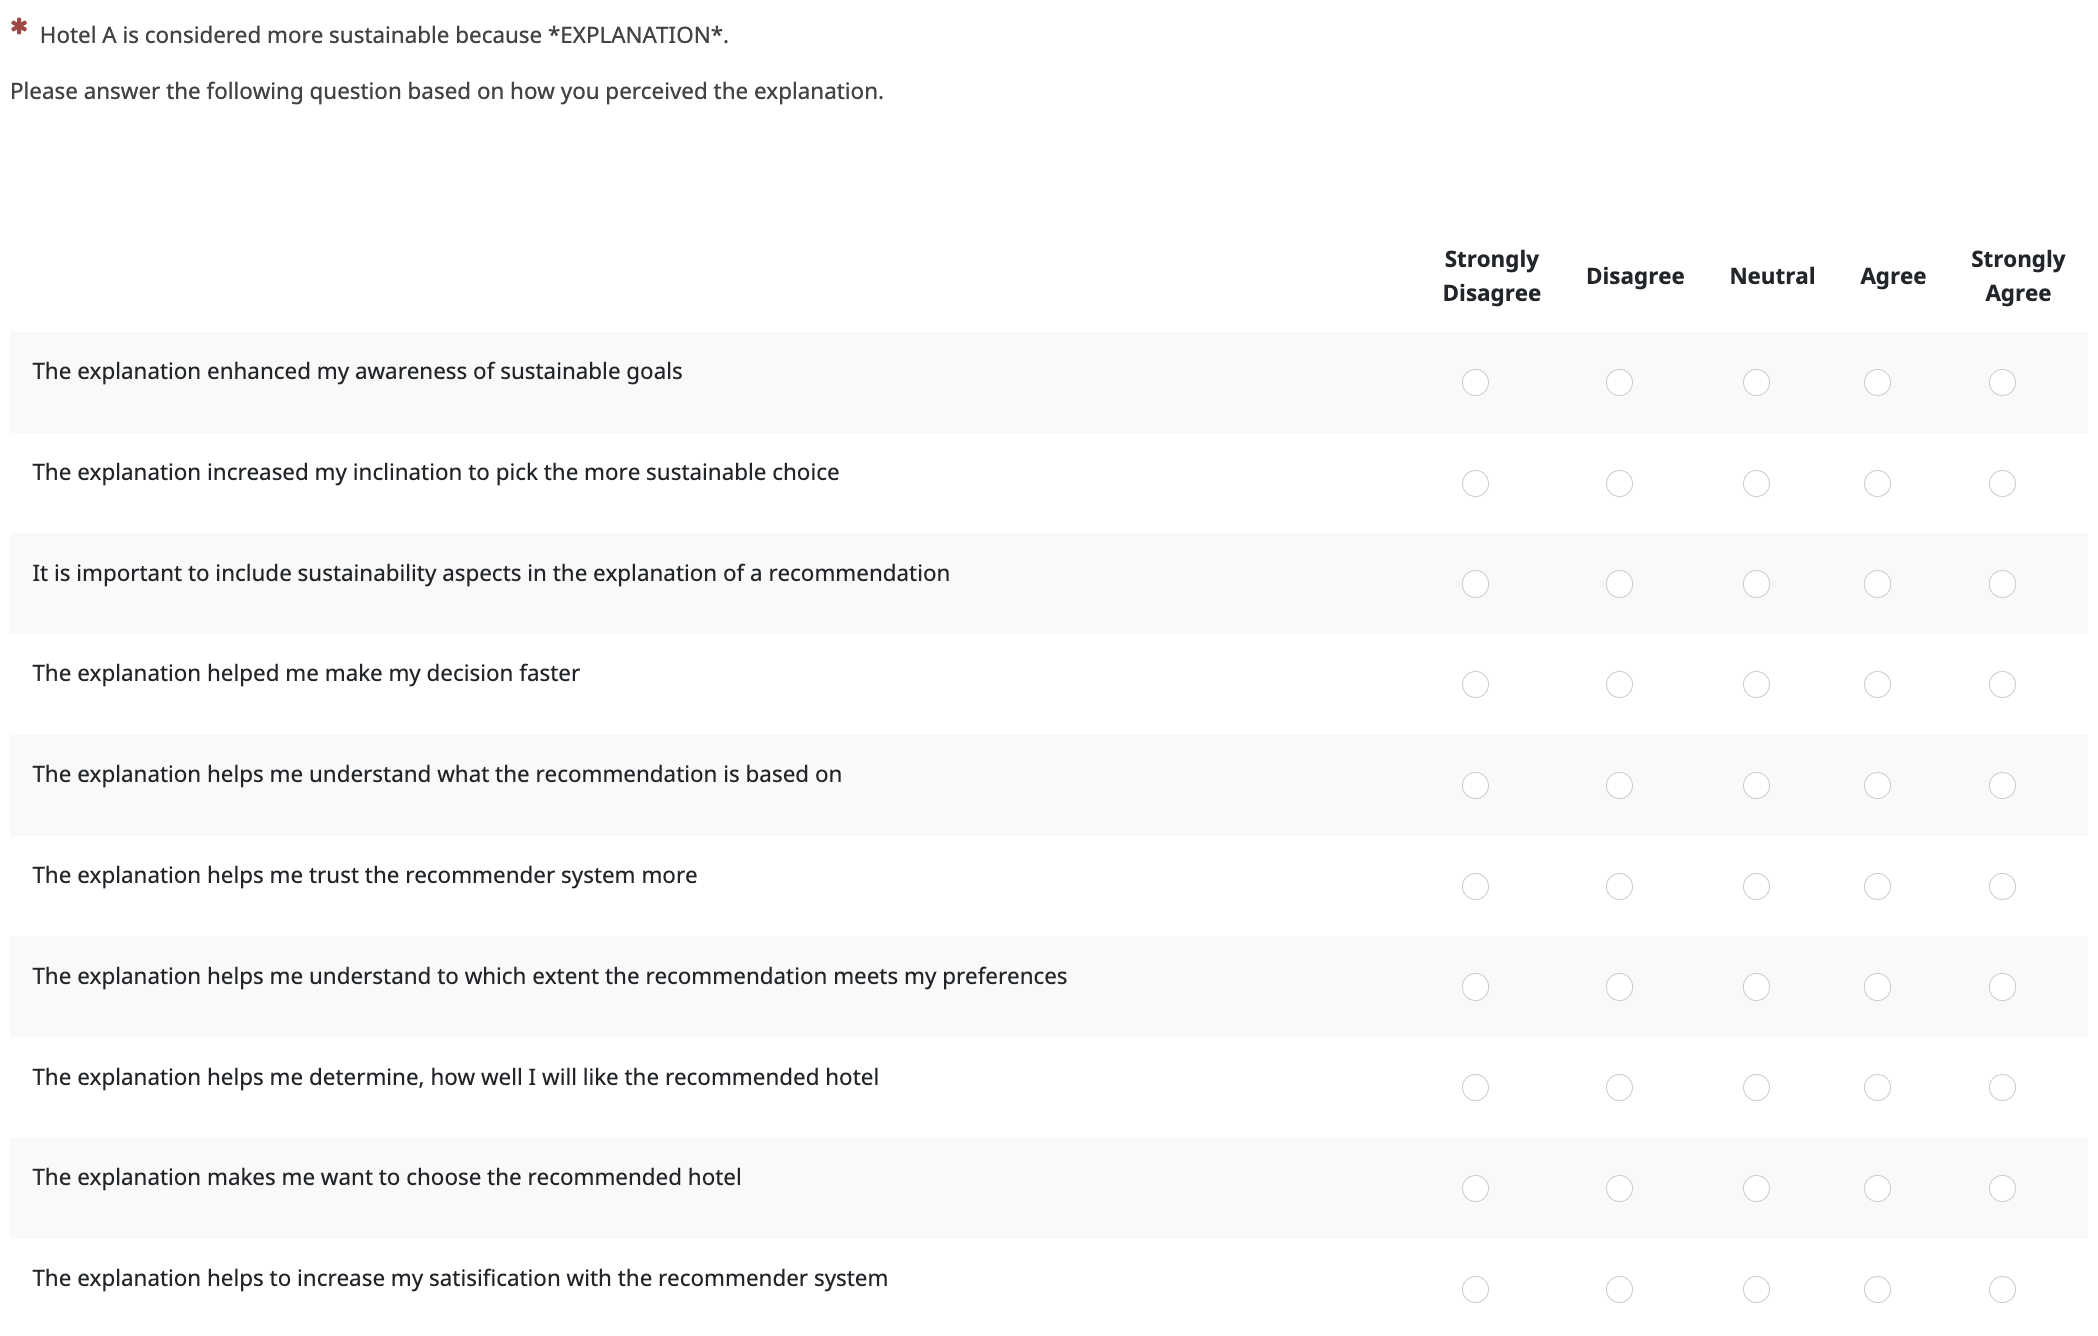 * Hotel A is considered more sustainable because *EXPLANATION*.
Please answer the following question based on how you perceived the explanation.
Strongly Disagree Disagree Neutral Agree Strongly Agree
The explanation enhanced my awareness of sustainable goals
The explanation increased my inclination to pick the more sustainable choice
It is important to include sustainability aspects in the explanation of a recommendation
The explanation helped me make my decision faster
The explanation helps me understand what the recommendation is based on
The explanation helps me trust the recommender system more
The explanation helps me understand to which extent the recommendation meets my preferences
The explanation helps me determine, how well I will like the recommended hotel
The explanation makes me want to choose the recommended hotel
The explanation helps to increase my satisification with the recommender system